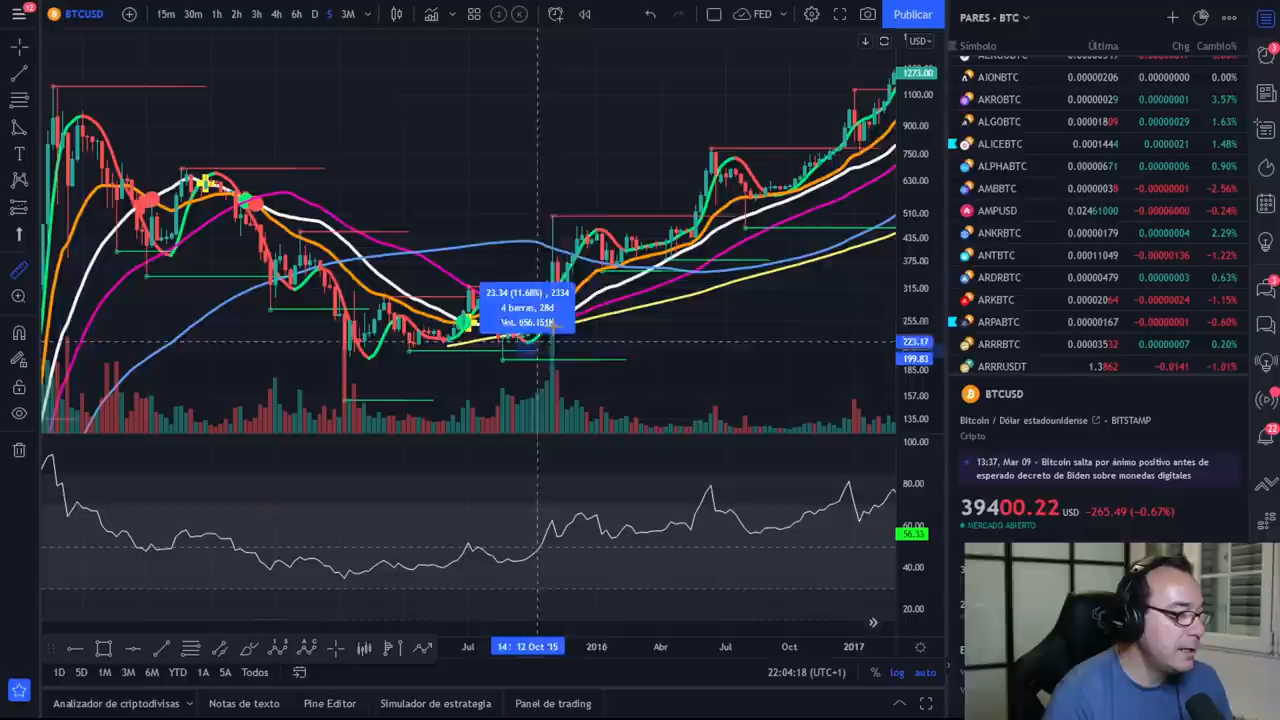 12
BTCUSD
15m 30m 1h 2h 3h 4h 6h D S 3M
FED
Publicar
PARES - BTC
Símbolo Última Chg Cambio%
AIONBTC 0.00000206 0.00000000 0.00%
AKROBTC 0.00000029 0.00000001 3.57%
ALGOBTC 0.00001809 0.00000029 1.63%
ALICEBTC 0.0001444 0.0000021 1.48%
ALPHABTC 0.00000671 0.00000006 0.90%
AMBBTC 0.00000038 -0.00000001 -2.56%
AMPUSD 0.02461000 -0.00006000 -0.24%
ANKRBTC 0.00000179 0.00000004 2.29%
ANTBTC 0.00011049 -0.00000136 -1.22%
ARDRBTC 0.00000479 0.00000003 0.63%
ARKBTC 0.00002064 -0.00000024 -1.15%
ARPABTC 0.00000167 -0.00000001 -0.60%
ARRRBTC 0.00003532 0.00000007 0.20%
ARRRUSDT 1.3862 -0.0141 -1.01%
USD
1273.00
1100.00
900.00
750.00
630.00
510.00
435.00
375.00
315.00
255.00
223.17
199.83
185.00
157.00
135.00
100.00
80.00
60.00
56.33
40.00
20.00
23.34 (11.68%) , 2334
4 barras, 28d
Vol. 656.151K
Jul 14: 12 Oct '15 2016 Abr Jul Oct 2017
1D 5D 1M 3M 6M YTD 1A 5A Todos
22:04:18 (UTC+1) % log auto
Analizador de criptodivisas Notas de texto Pine Editor Simulador de estrategia Panel de trading
BTCUSD
Bitcoin / Dólar estadounidense • BITSTAMP
Cripto
13:37, Mar 09 - Bitcoin salta por ánimo positivo antes de
esperado decreto de Biden sobre monedas digitales
39400.22 USD -265.49 (-0.67%)
MERCADO ABIERTO
3
3
22